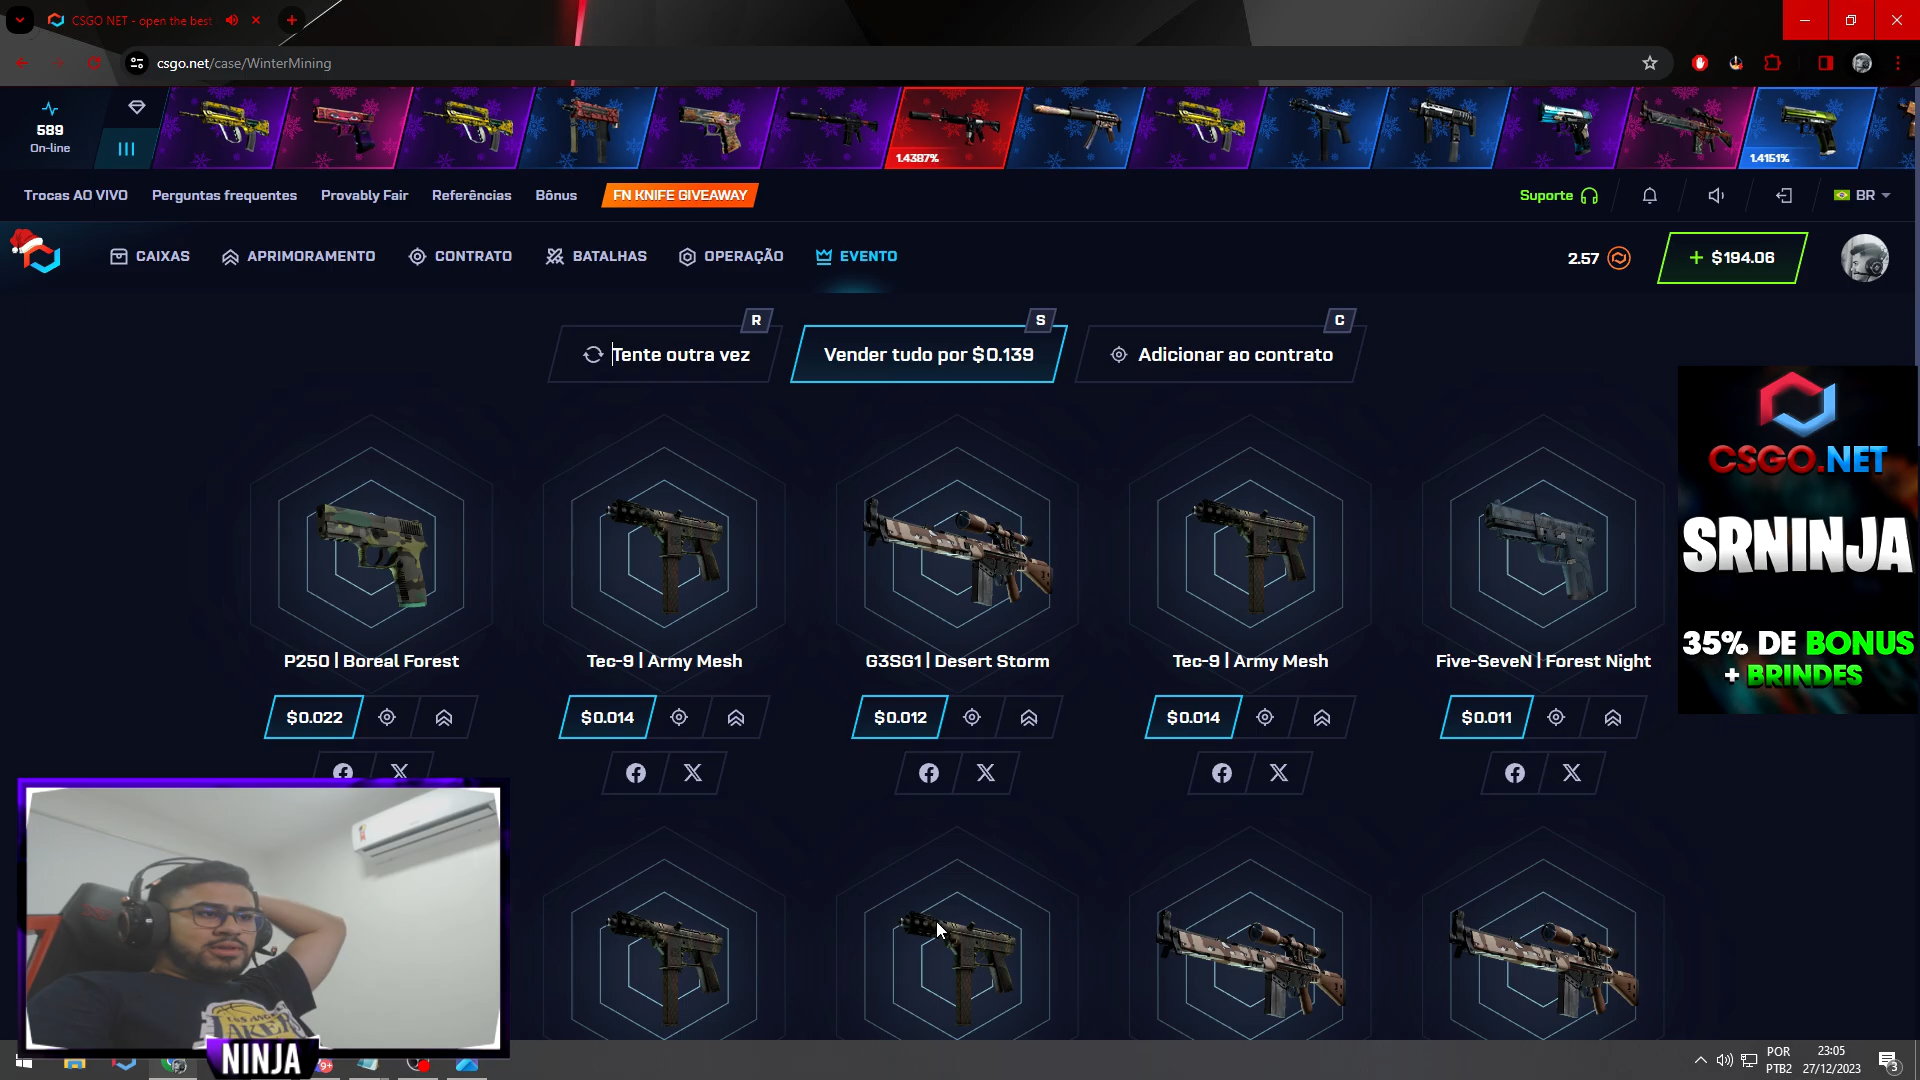 CSGO NET - open the best
csgo.net/case/WinterMining
589
On-line
1.4387%
1.4151%
Trocas AO VIVO
Perguntas frequentes
Provably Fair
Referências
Bônus
FN KNIFE GIVEAWAY
Suporte
BR
CAIXAS
APRIMORAMENTO
CONTRATO
BATALHAS
OPERAÇÃO
EVENTO
2.57
+ $194.06
R
Tente outra vez
S
Vender tudo por $0.139
C
Adicionar ao contrato
P250 | Boreal Forest
Tec-9 | Army Mesh
G3SG1 | Desert Storm
Tec-9 | Army Mesh
Five-SeveN | Forest Night
$0.022
$0.014
$0.012
$0.014
$0.011
CSGO.NET
SRNINJA
35% DE BONUS
+ BRINDES
LAKERS
NINJA
9+
POR
PTB2
23:05
27/12/2023
3